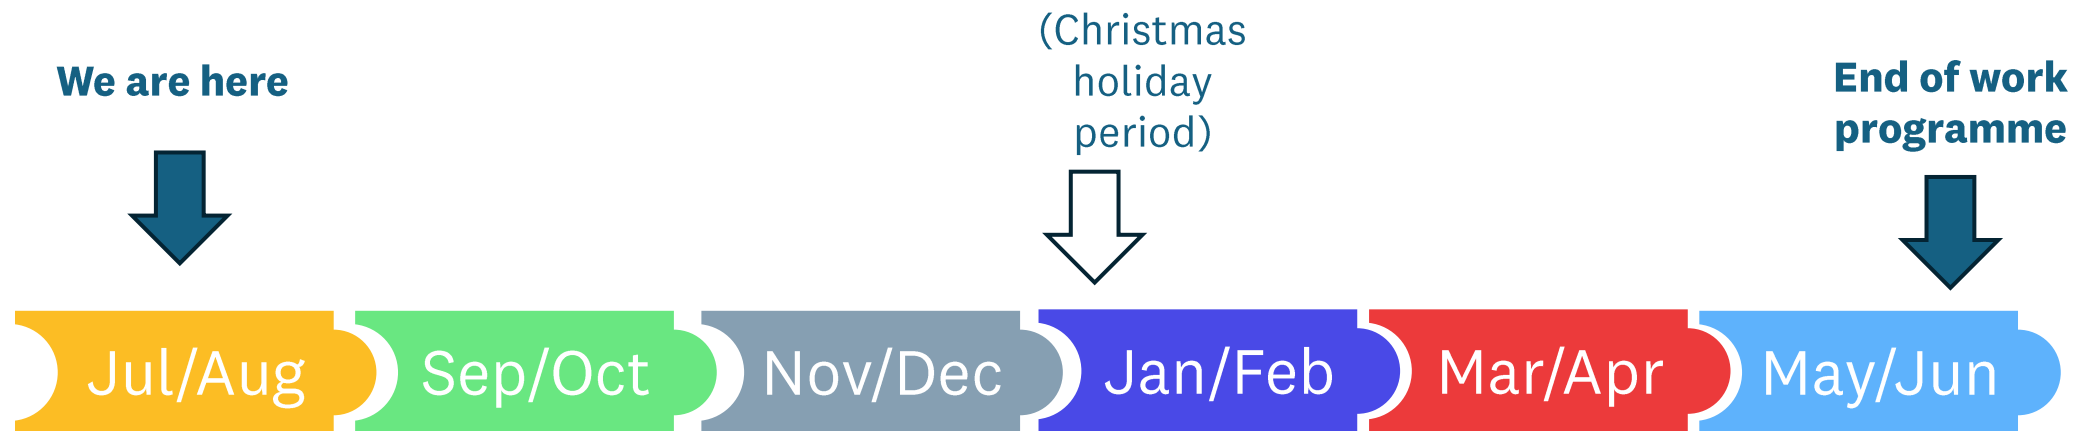 We are here
(Christmas
holiday
period)
End of work
programme
Jul/Aug
Sep/Oct
Nov/Dec
Jan/Feb
Mar/Apr
May/Jun